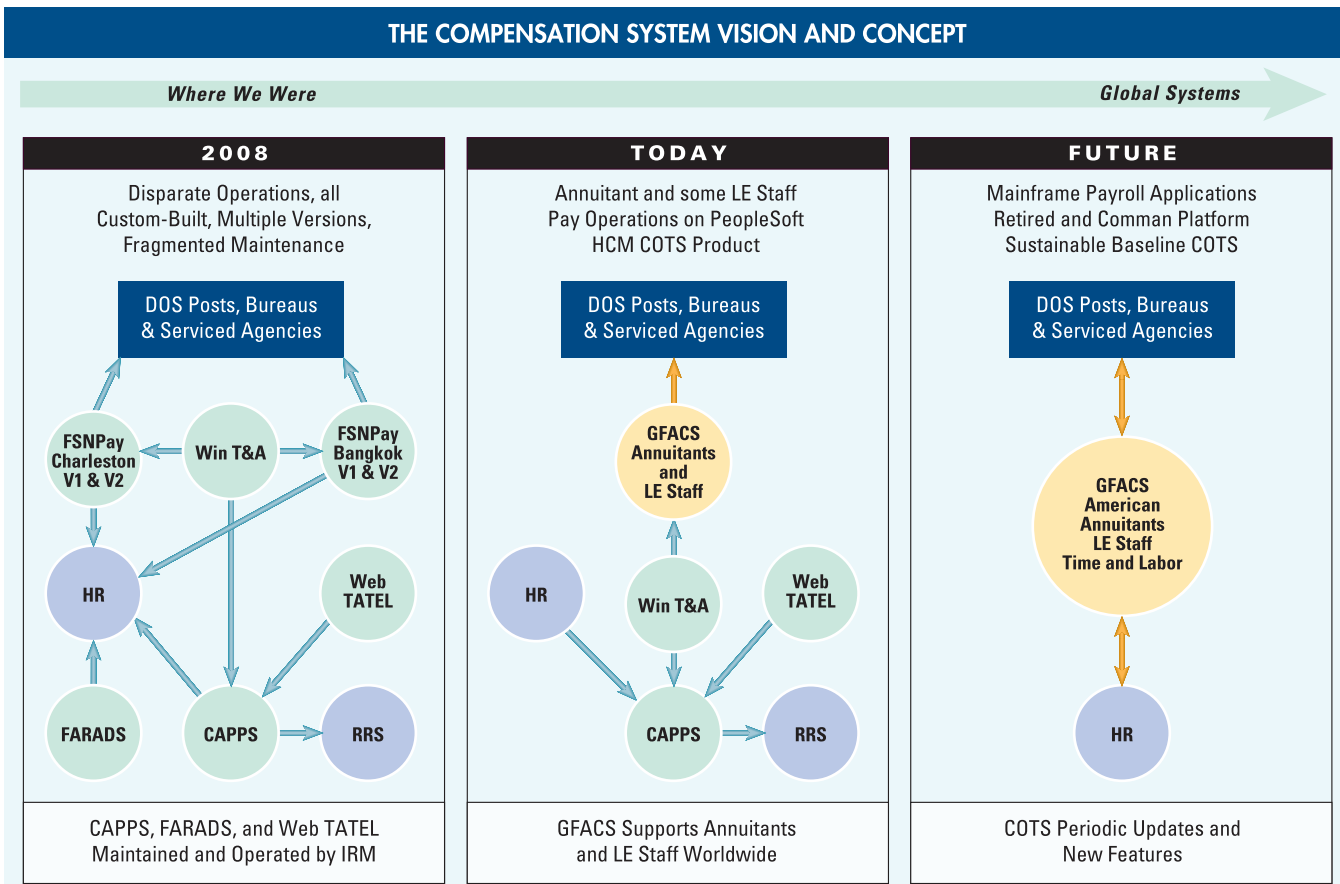 THE COMPENSATION SYSTEM VISION AND CONCEPT
Where We Were
Global Systems
2008
Disparate Operations, all
Custom-Built, Multiple Versions,
Fragmented Maintenance
DOS Posts, Bureaus
& Serviced Agencies
FSNPay
Charleston
V1 & V2
Win T&A
FSNPay
Bangkok
V1 & V2
HR
Web
TATEL
FARADS
CAPPS
RRS
CAPPS, FARADS, and Web TATEL
Maintained and Operated by IRM
TODAY
Annuitant and some LE Staff
Pay Operations on PeopleSoft
HCM COTS Product
DOS Posts, Bureaus
& Serviced Agencies
GFACS
Annuitants
and
LE Staff
HR
Win T&A
Web
TATEL
CAPPS
RRS
GFACS Supports Annuitants
and LE Staff Worldwide
FUTURE
Mainframe Payroll Applications
Retired and Comman Platform
Sustainable Baseline COTS
DOS Posts, Bureaus
& Serviced Agencies
GFACS
American
Annuitants
LE Staff
Time and Labor
HR
COTS Periodic Updates and
New Features